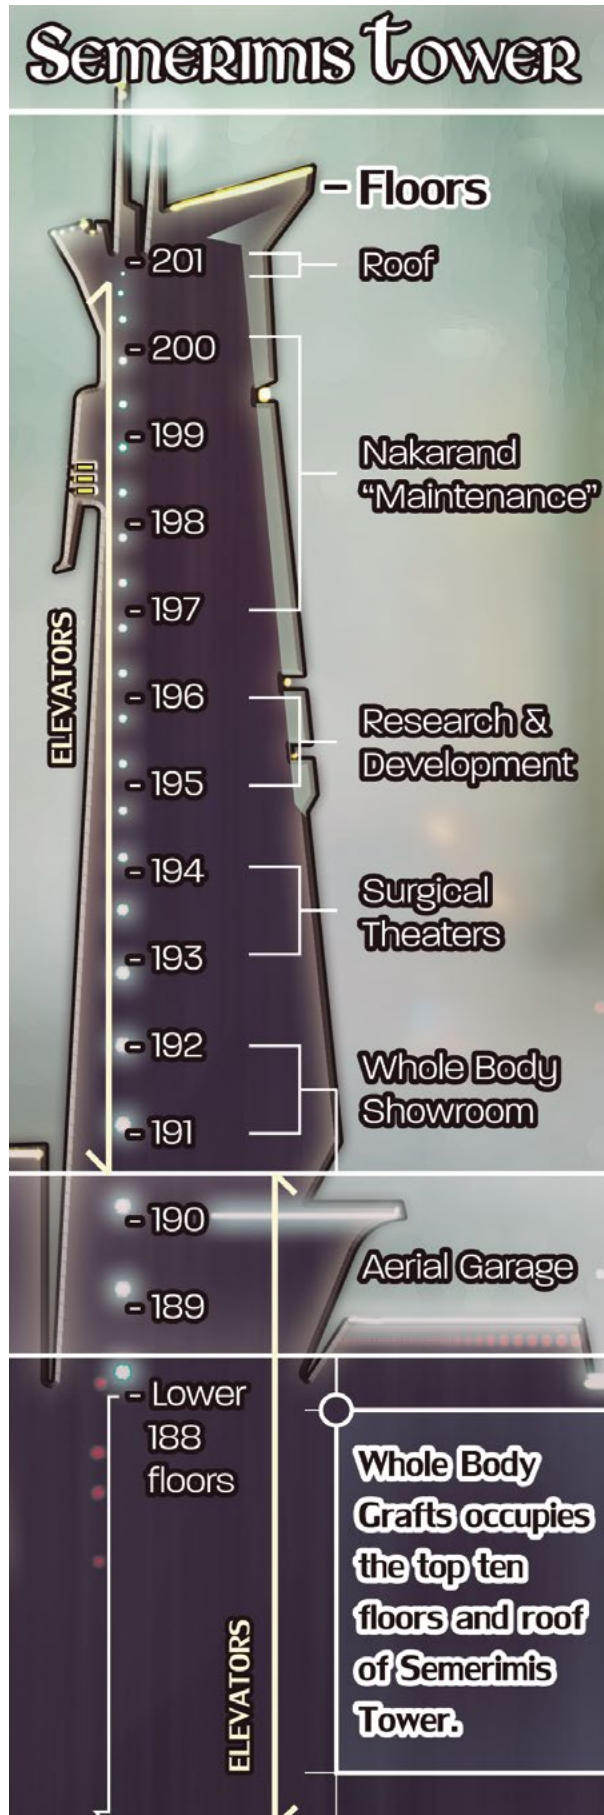 Semerimis Tower
– Floors
– 201
Roof
– 200
– 199
Nakarand
“Maintenance”
– 198
– 197
ELEVATORS
– 196
Research &
Development
– 195
– 194
Surgical
Theaters
– 193
– 192
Whole Body
Showroom
– 191
– 190
Aerial Garage
– 189
– Lower
188
floors
Whole Body
Grafts occupies
the top ten
floors and roof
of Semerimis
Tower.
ELEVATORS